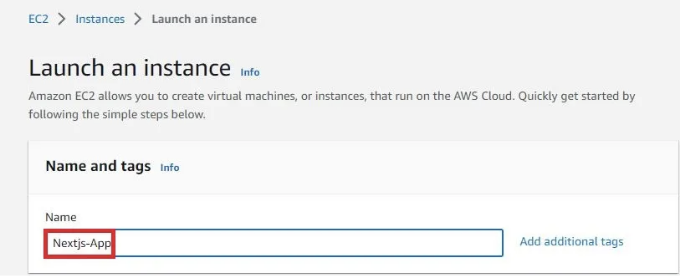 EC2 > Instances > Launch an instance
Launch an instance Info
Amazon EC2 allows you to create virtual machines, or instances, that run on the AWS Cloud. Quickly get started by
following the simple steps below.
Name and tags Info
Name
Nextjs-App
Add additional tags